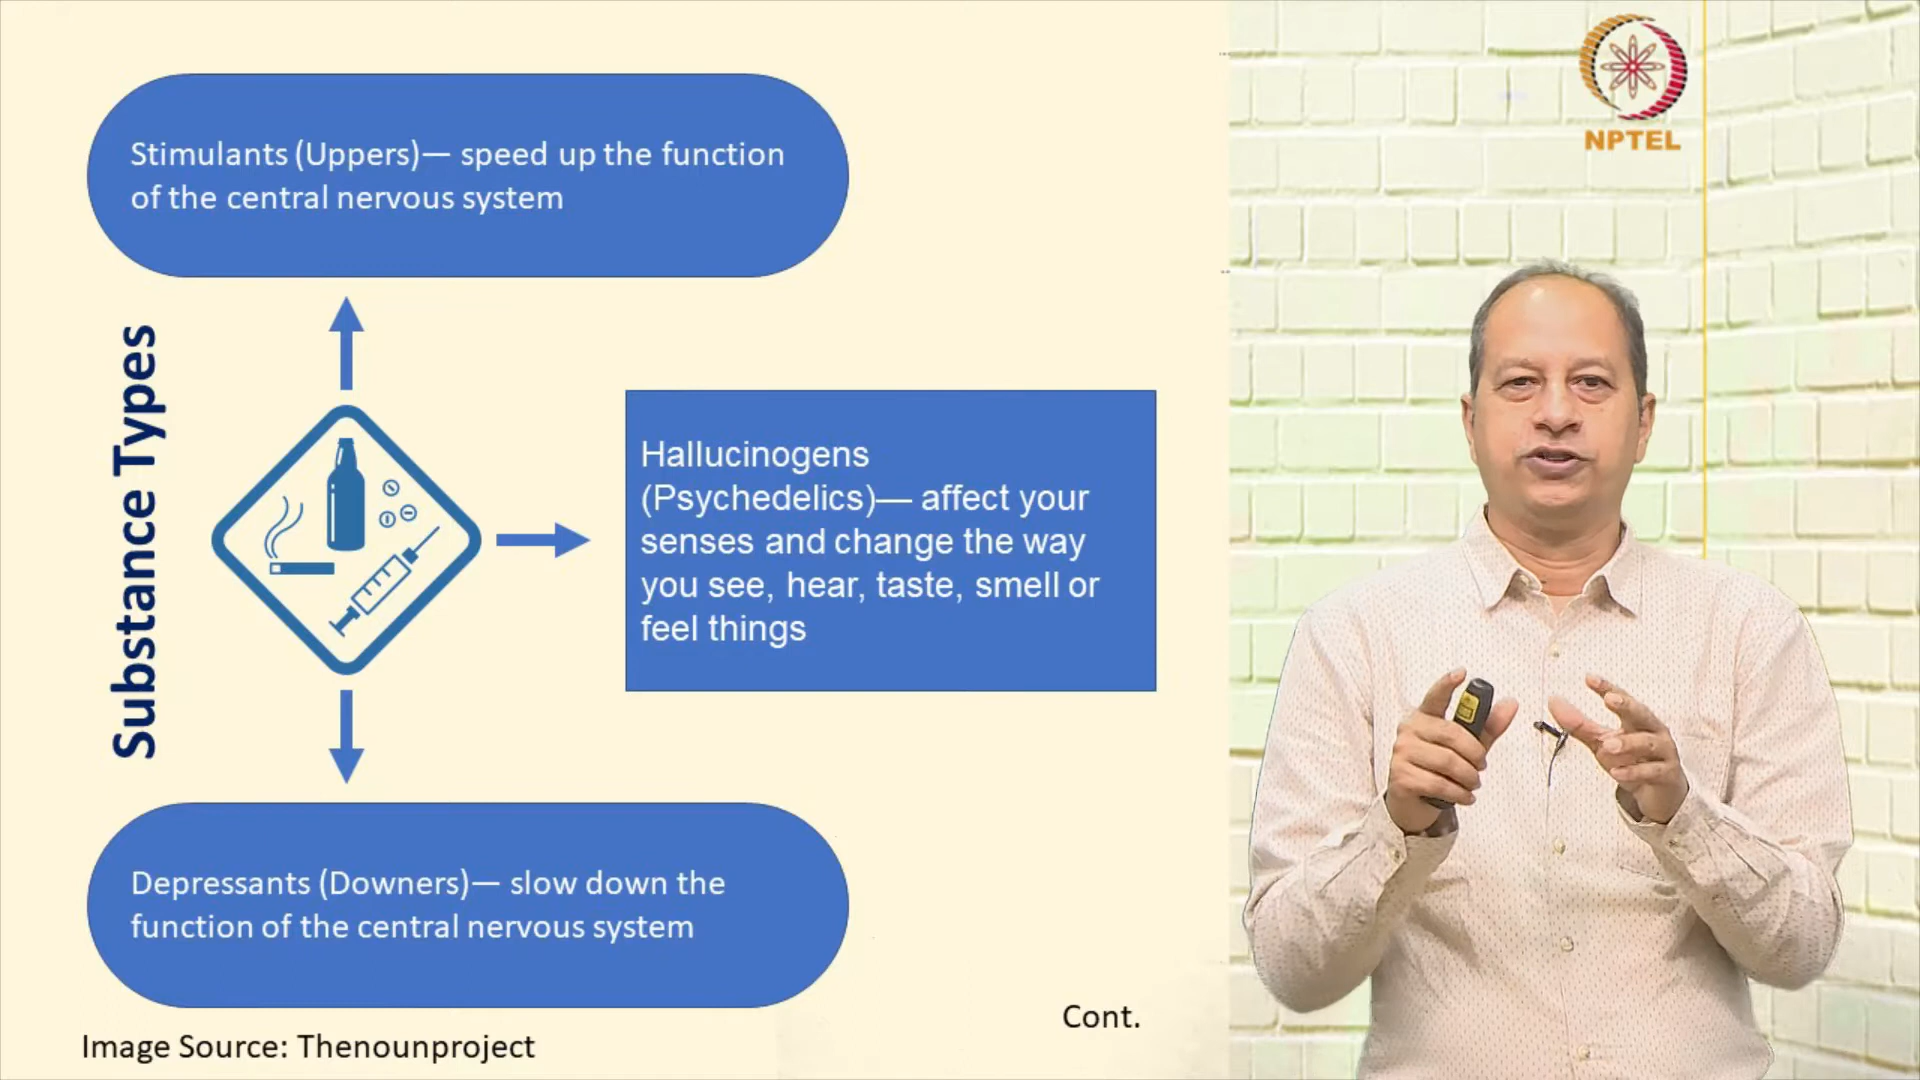 Stimulants (Uppers)— speed up the function
of the central nervous system
Substance Types
Hallucinogens
(Psychedelics)— affect your
senses and change the way
you see, hear, taste, smell or
feel things
Depressants (Downers)— slow down the
function of the central nervous system
Cont.
Image Source: Thenounproject
NPTEL